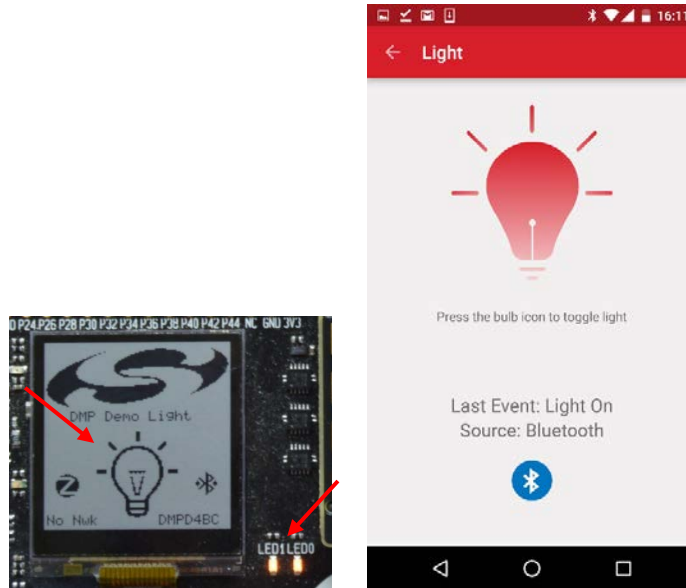 16:11
Light
Press the bulb icon to toggle light
Last Event: Light On
Source: Bluetooth
P24 P26 P28 P30 P32 P34 P36 P38 P40 P42 P44 NC GND 3V3
DMP Demo Light
No Nwk
DMPD4BC
LED1 LED0